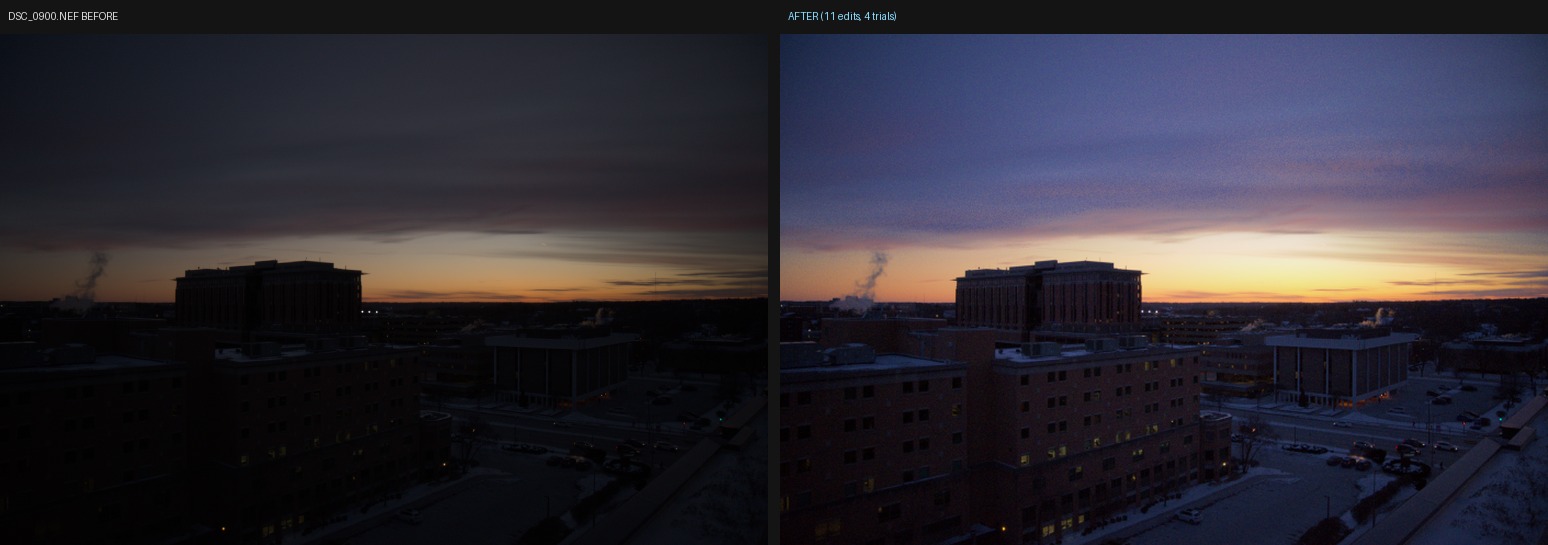 DSC_0900.NEF BEFORE
AFTER (11 edits, 4 trials)